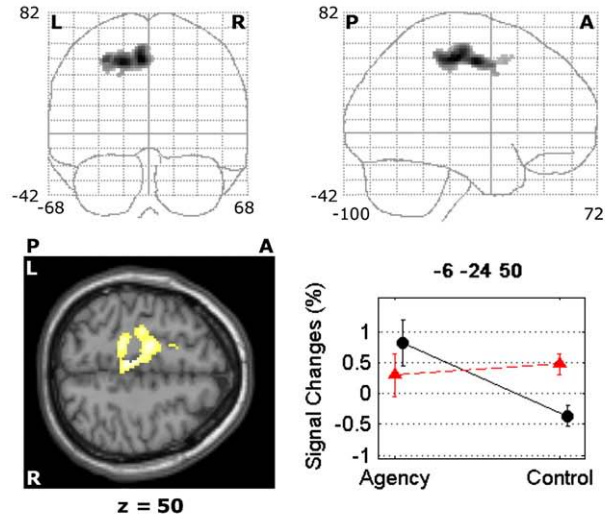 82
L
R
-42
-68
68
82
P
A
-42
-100
72
P
A
L
R
z = 50
-6 -24 50
Signal Changes (%)
1
0.5
0
-0.5
-1
Agency
Control